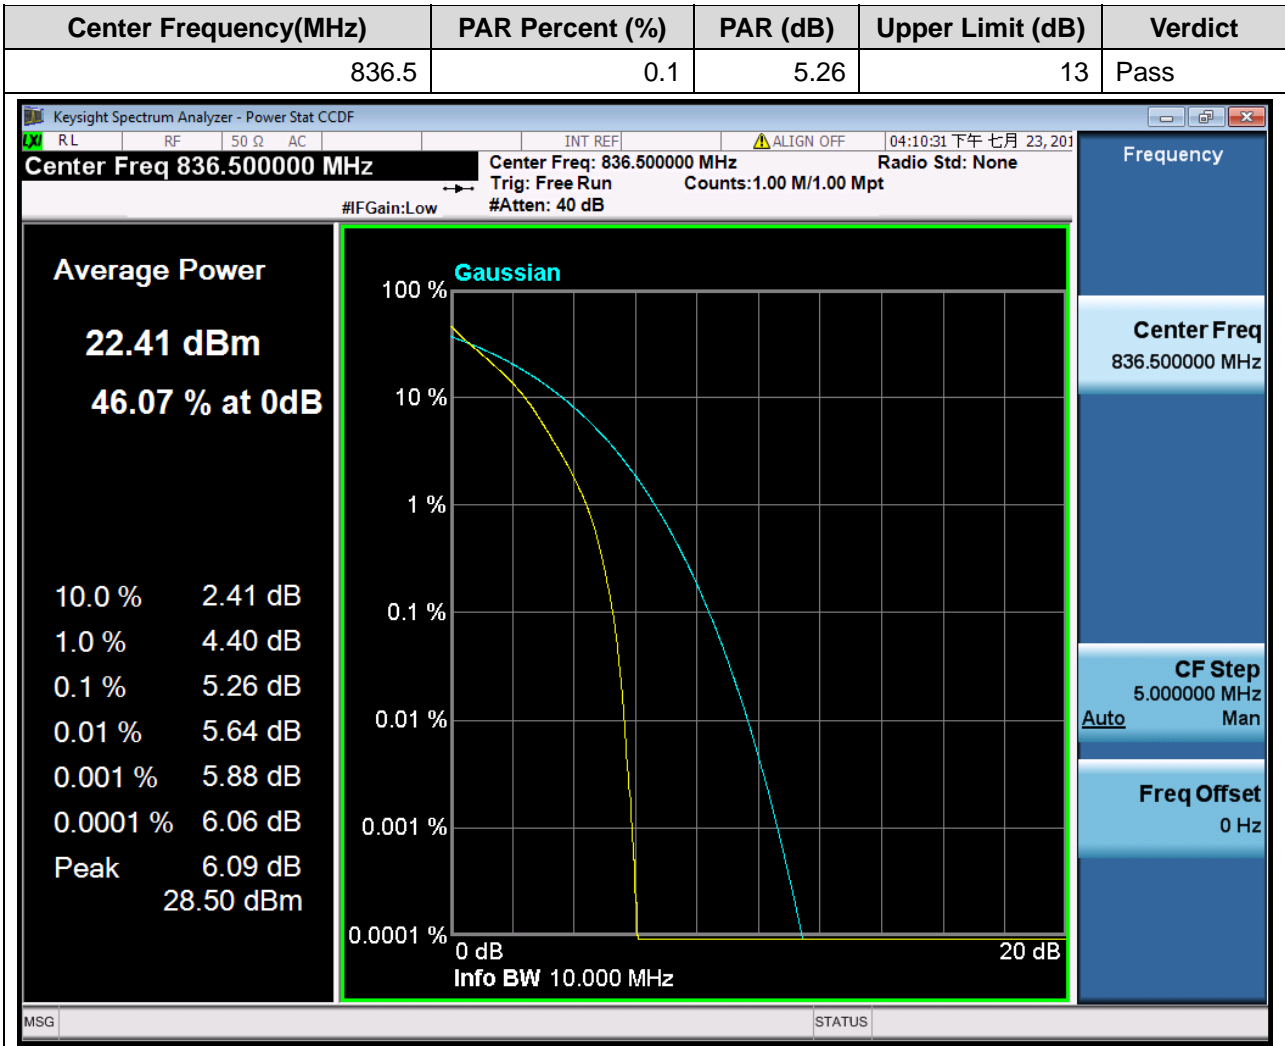 Center Frequency(MHz) PAR Percent (%) PAR (dB) Upper Limit (dB) Verdict
836.5 0.1 5.26 13 Pass
Keysight Spectrum Analyzer - Power Stat CCDF
LXI RL RF 50 Ω AC INT REF ALIGN OFF 04:10:31 下午 七月 23, 201
Center Freq 836.500000 MHz
Center Freq: 836.500000 MHz Radio Std: None
Trig: Free Run Counts:1.00 M/1.00 Mpt
#IFGain:Low #Atten: 40 dB
Average Power
22.41 dBm
46.07 % at 0dB
10.0 % 2.41 dB
1.0 % 4.40 dB
0.1 % 5.26 dB
0.01 % 5.64 dB
0.001 % 5.88 dB
0.0001 % 6.06 dB
Peak 6.09 dB
28.50 dBm
Gaussian
100 %
10 %
1 %
0.1 %
0.01 %
0.001 %
0.0001 %
0 dB 20 dB
Info BW 10.000 MHz
Frequency
Center Freq
836.500000 MHz
CF Step
5.000000 MHz
Auto Man
Freq Offset
0 Hz
MSG STATUS